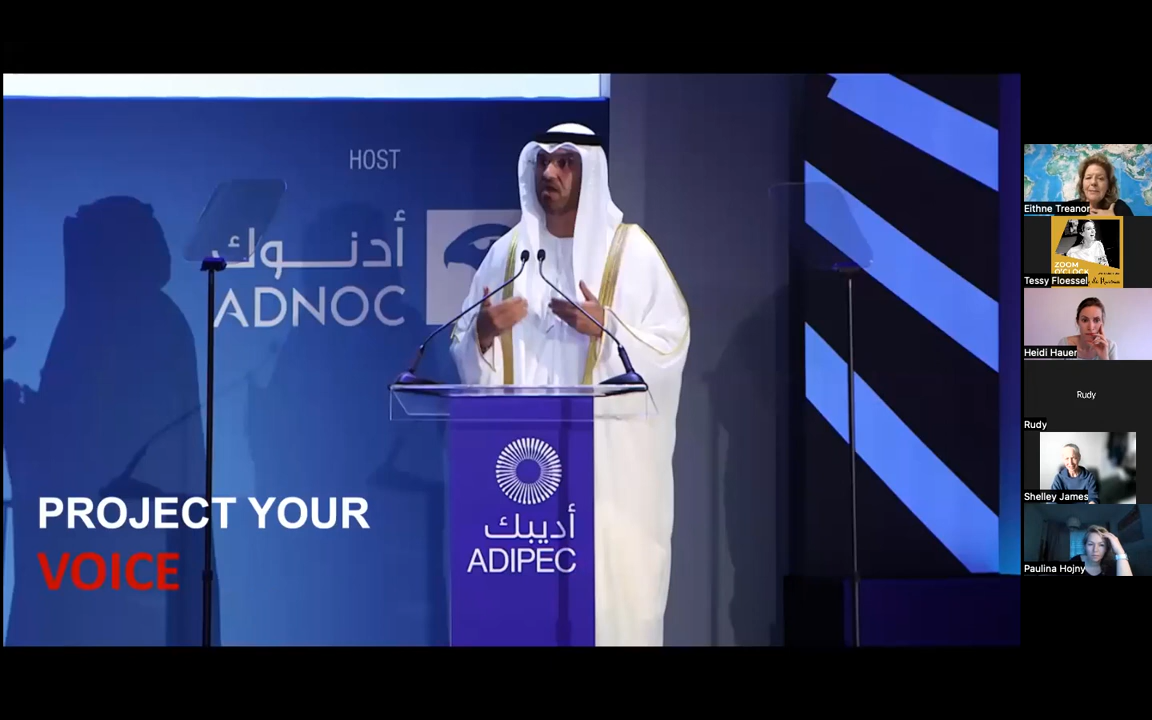 HOST
أدنوك
ADNOC
PROJECT YOUR
VOICE
أديبك
ADIPEC
Eithne Treanor
ZOOM
O'CLOCK
Tessy Floessel
Heidi Hauer
Rudy
Rudy
Shelley James
Paulina Hojny